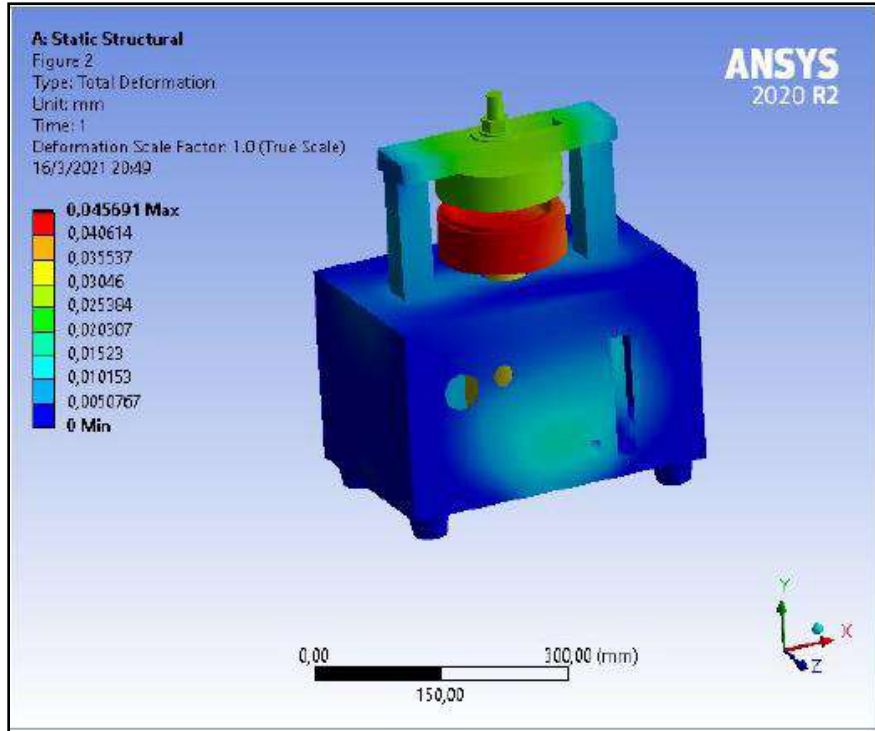 A: Static Structural
Figure 2
Type: Total Deformation
Unit: mm
Time: 1
Deformation Scale Factor: 1.0 (True Scale)
16/3/2021 20:49
ANSYS
2020 R2
0,045691 Max
0,040614
0,035537
0,03046
0,025384
0,020307
0,01523
0,010153
0,0050767
0 Min
0,00
300,00 (mm)
150,00
Y
X
Z